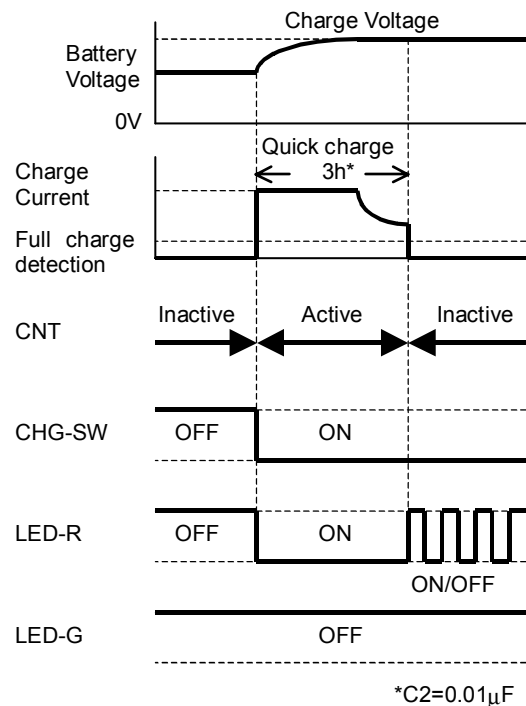 Charge Voltage
Battery
Voltage
0V
Quick charge
3h*
Charge
Current
Full charge
detection
Inactive Active Inactive
CNT
CHG-SW OFF ON
LED-R OFF ON
ON/OFF
LED-G OFF
*C2=0.01μF